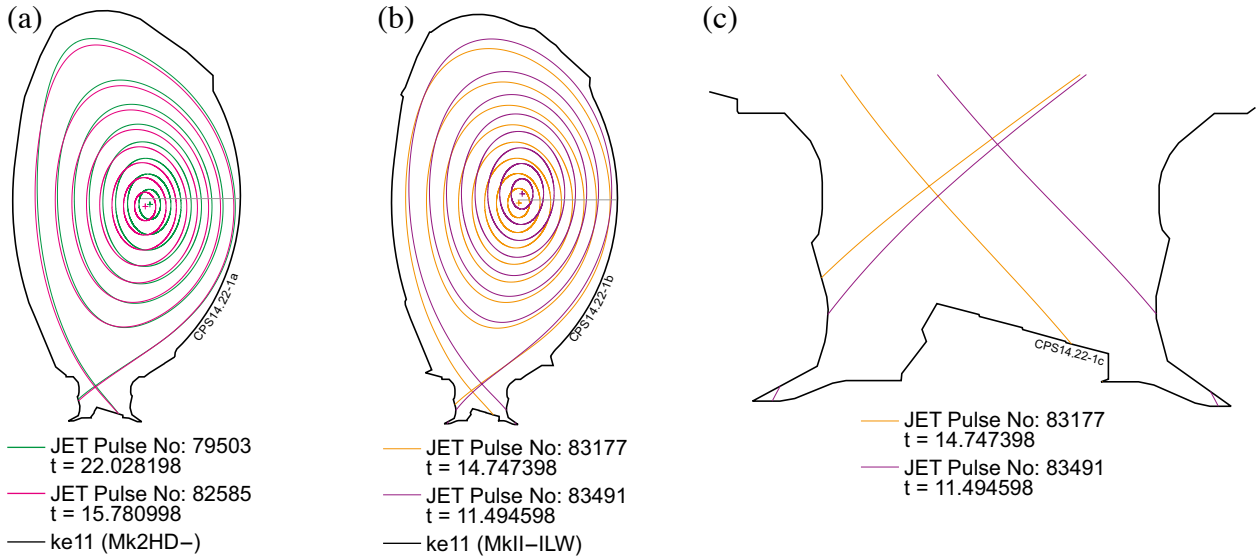 (a)
CPS14.22-1a
JET Pulse No: 79503
t = 22.028198
JET Pulse No: 82585
t = 15.780998
ke11 (Mk2HD−)
(b)
CPS14.22-1b
JET Pulse No: 83177
t = 14.747398
JET Pulse No: 83491
t = 11.494598
ke11 (MkII−ILW)
(c)
CPS14.22-1c
JET Pulse No: 83177
t = 14.747398
JET Pulse No: 83491
t = 11.494598